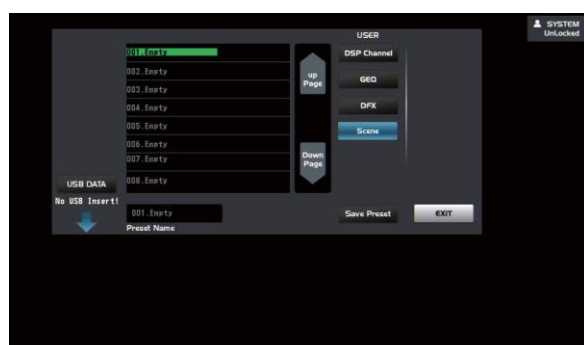 SYSTEM
UnLocked
USER
001.Empty
DSP Channel
002.Empty
up
Page
GEQ
003.Empty
004.Empty
DFX
005.Empty
Scene
006.Empty
007.Empty
Down
Page
008.Empty
USB DATA
No USB Insert!
001.Empty
Save Preset
EXIT
Preset Name